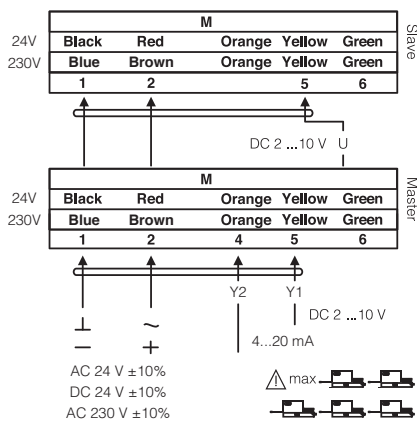 M
24V Black Red Orange Yellow Green
230V Blue Brown Orange Yellow Green
1 2 5 6
Slave
DC 2 ...10 V U
M
24V Black Red Orange Yellow Green
230V Blue Brown Orange Yellow Green
1 2 4 5 6
Master
Y2 Y1
⊥ ~
− +
DC 2 ...10 V
4...20 mA
AC 24 V ±10%
DC 24 V ±10%
AC 230 V ±10%
max